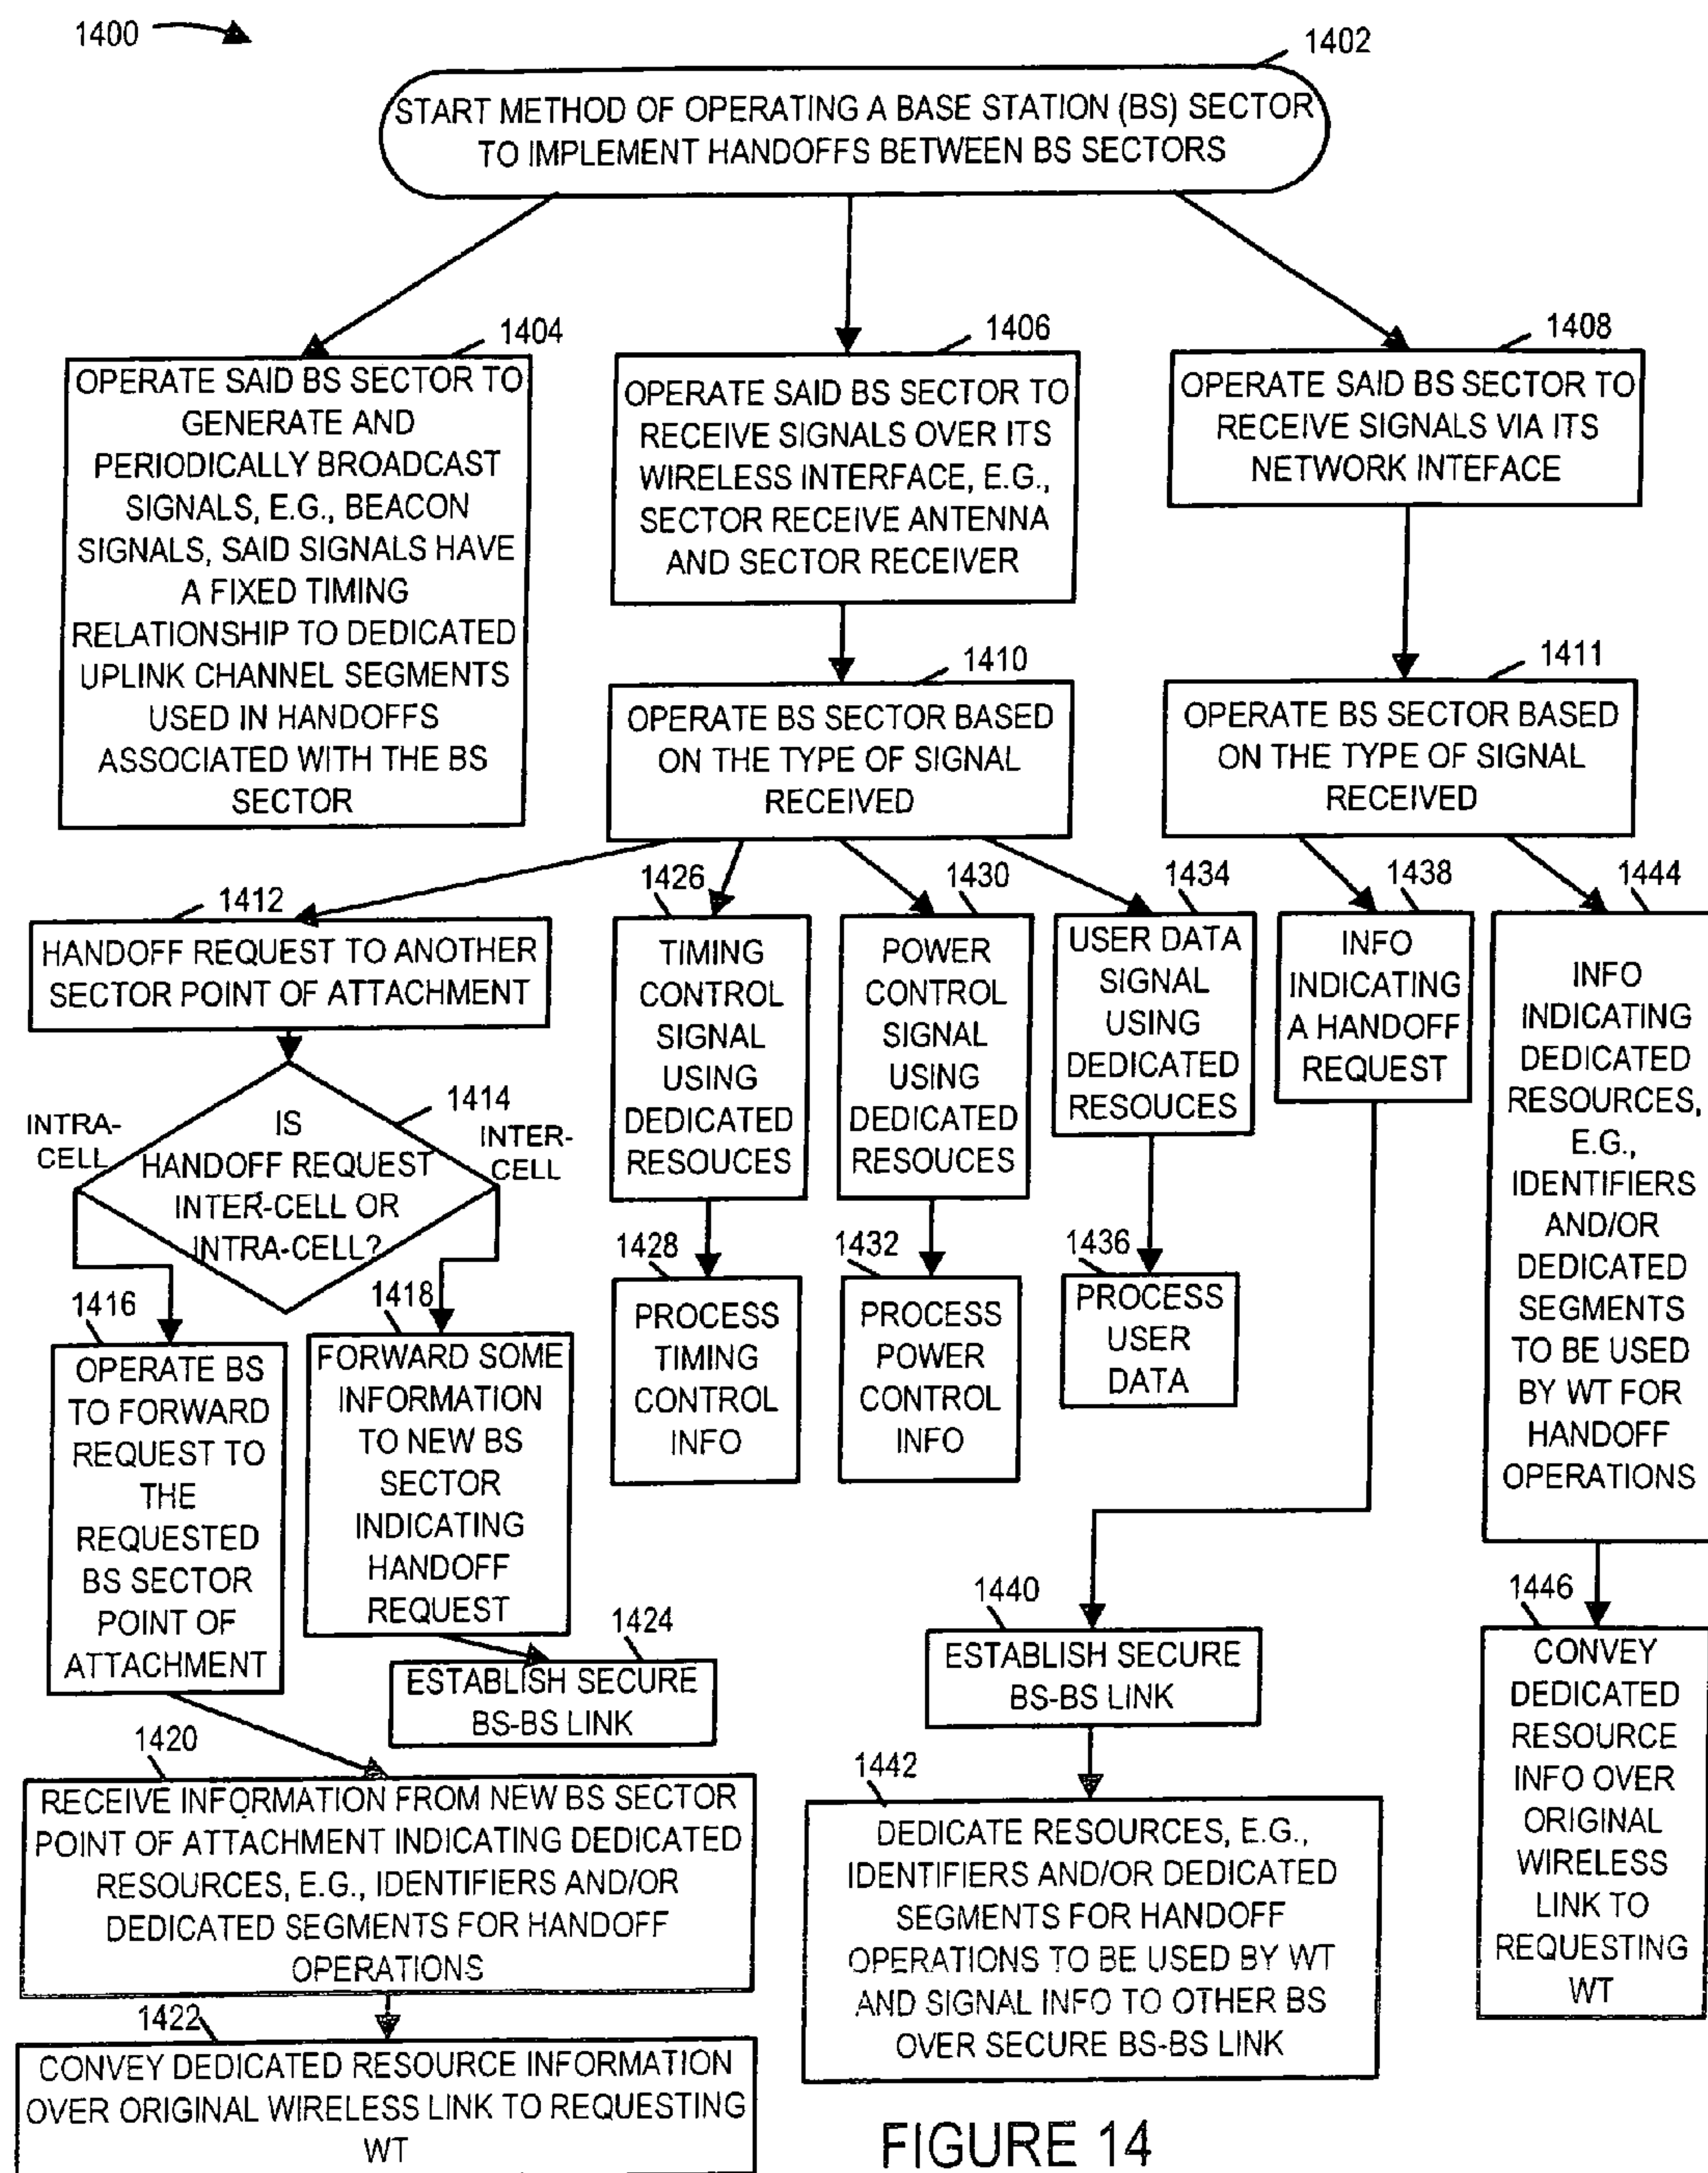 1400
1402
START METHOD OF OPERATING A BASE STATION (BS) SECTOR
TO IMPLEMENT HANDOFFS BETWEEN BS SECTORS
1404
OPERATE SAID BS SECTOR TO
GENERATE AND
PERIODICALLY BROADCAST
SIGNALS, E.G., BEACON
SIGNALS, SAID SIGNALS HAVE
A FIXED TIMING
RELATIONSHIP TO DEDICATED
UPLINK CHANNEL SEGMENTS
USED IN HANDOFFS
ASSOCIATED WITH THE BS
SECTOR
1406
OPERATE SAID BS SECTOR TO
RECEIVE SIGNALS OVER ITS
WIRELESS INTERFACE, E.G.,
SECTOR RECEIVE ANTENNA
AND SECTOR RECEIVER
1408
OPERATE SAID BS SECTOR TO
RECEIVE SIGNALS VIA ITS
NETWORK INTEFACE
1410
OPERATE BS SECTOR BASED
ON THE TYPE OF SIGNAL
RECEIVED
1411
OPERATE BS SECTOR BASED
ON THE TYPE OF SIGNAL
RECEIVED
1412
HANDOFF REQUEST TO ANOTHER
SECTOR POINT OF ATTACHMENT
1414
IS
HANDOFF REQUEST
INTER-CELL OR
INTRA-CELL?
INTRA-
CELL
INTER-
CELL
1416
OPERATE BS
TO FORWARD
REQUEST TO
THE
REQUESTED
BS SECTOR
POINT OF
ATTACHMENT
1418
FORWARD SOME
INFORMATION
TO NEW BS
SECTOR
INDICATING
HANDOFF
REQUEST
1424
ESTABLISH SECURE
BS-BS LINK
1420
RECEIVE INFORMATION FROM NEW BS SECTOR
POINT OF ATTACHMENT INDICATING DEDICATED
RESOURCES, E.G., IDENTIFIERS AND/OR
DEDICATED SEGMENTS FOR HANDOFF
OPERATIONS
1422
CONVEY DEDICATED RESOURCE INFORMATION
OVER ORIGINAL WIRELESS LINK TO REQUESTING
WT
1426
TIMING
CONTROL
SIGNAL
USING
DEDICATED
RESOUCES
1428
PROCESS
TIMING
CONTROL
INFO
1430
POWER
CONTROL
SIGNAL
USING
DEDICATED
RESOUCES
1432
PROCESS
POWER
CONTROL
INFO
1434
USER DATA
SIGNAL
USING
DEDICATED
RESOUCES
1436
PROCESS
USER
DATA
1438
INFO
INDICATING
A HANDOFF
REQUEST
1440
ESTABLISH SECURE
BS-BS LINK
1442
DEDICATE RESOURCES, E.G.,
IDENTIFIERS AND/OR DEDICATED
SEGMENTS FOR HANDOFF
OPERATIONS TO BE USED BY WT
AND SIGNAL INFO TO OTHER BS
OVER SECURE BS-BS LINK
1444
INFO
INDICATING
DEDICATED
RESOURCES,
E.G.,
IDENTIFIERS
AND/OR
DEDICATED
SEGMENTS
TO BE USED
BY WT FOR
HANDOFF
OPERATIONS
1446
CONVEY
DEDICATED
RESOURCE
INFO OVER
ORIGINAL
WIRELESS
LINK TO
REQUESTING
WT
FIGURE 14